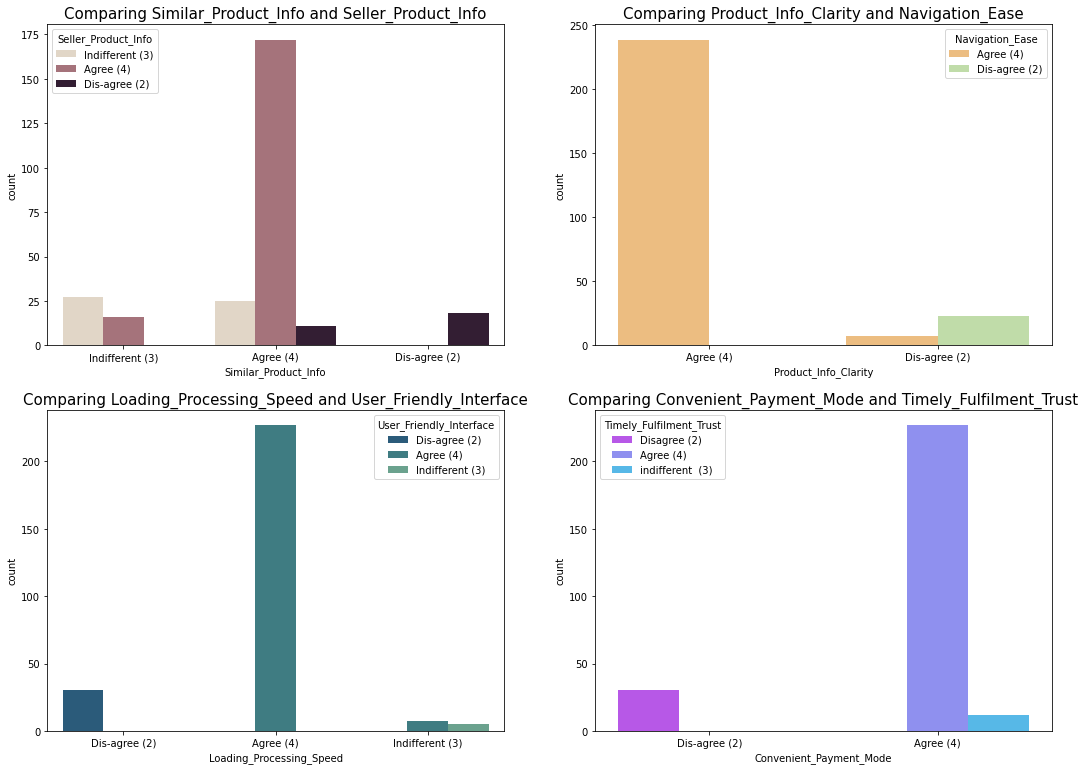 Comparing Similar_Product_Info and Seller_Product_Info
Seller_Product_Info
Indifferent (3)
Agree (4)
Dis-agree (2)
175
150
125
100
75
50
25
0
count
Indifferent (3)
Agree (4)
Dis-agree (2)
Similar_Product_Info
Comparing Product_Info_Clarity and Navigation_Ease
Navigation_Ease
Agree (4)
Dis-agree (2)
250
200
150
100
50
0
count
Agree (4)
Dis-agree (2)
Product_Info_Clarity
Comparing Loading_Processing_Speed and User_Friendly_Interface
User_Friendly_Interface
Dis-agree (2)
Agree (4)
Indifferent (3)
200
150
100
50
0
count
Dis-agree (2)
Agree (4)
Indifferent (3)
Loading_Processing_Speed
Comparing Convenient_Payment_Mode and Timely_Fulfilment_Trust
Timely_Fulfilment_Trust
Disagree (2)
Agree (4)
indifferent  (3)
200
150
100
50
0
count
Dis-agree (2)
Agree (4)
Convenient_Payment_Mode